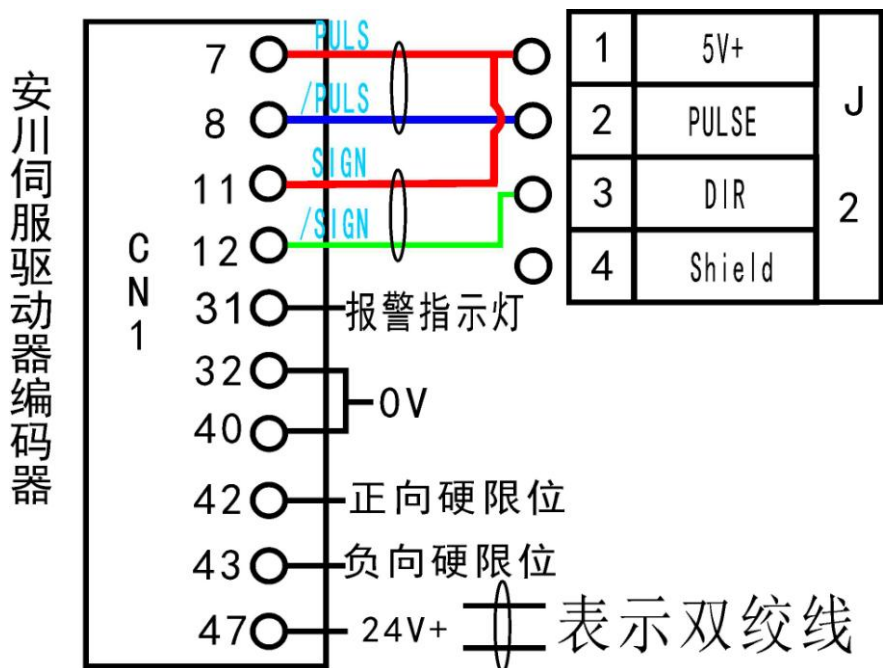 安川伺服驱动器编码器
CN1
7 PULS
8 /PULS
11 SIGN
12 /SIGN
31 报警指示灯
32
0V
40
42 正向硬限位
43 负向硬限位
47 24V+
表示双绞线
1 5V+
2 PULSE
3 DIR
4 Shield
J2